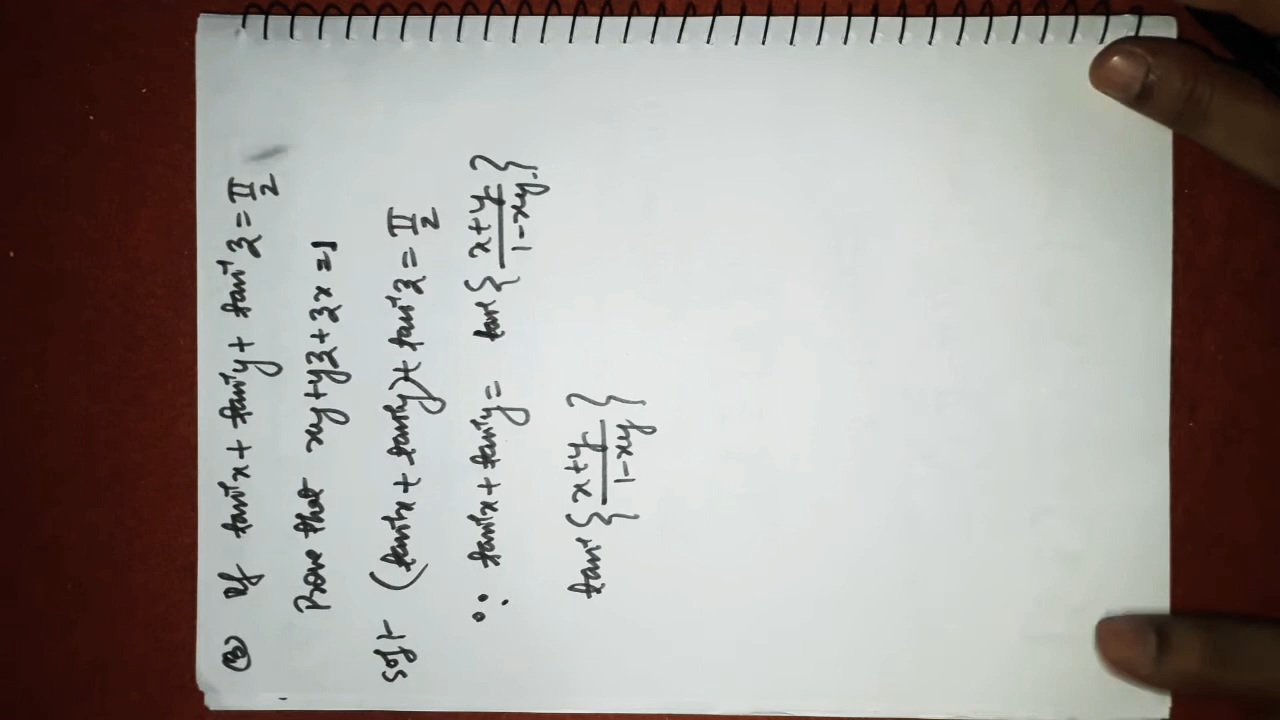 (3) If tan⁻¹x + tan⁻¹y + tan⁻¹z = π/2
Prove that xy + yz + zx = 1
Solⁿ (tan⁻¹x + tan⁻¹y) + tan⁻¹z = π/2
∵ tan⁻¹x + tan⁻¹y = tan⁻¹{x+y/1-xy.}
tan⁻¹{x+y/1-xy}